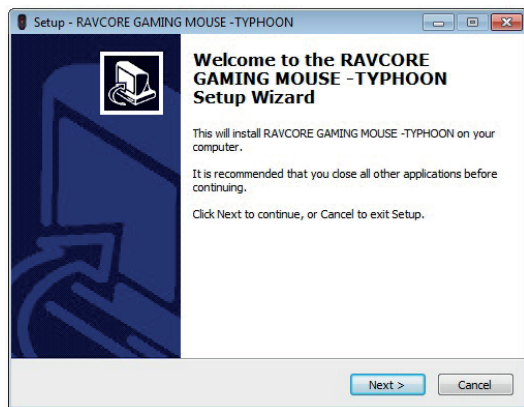 Setup - RAVCORE GAMING MOUSE -TYPHOON
Welcome to the RAVCORE
GAMING MOUSE -TYPHOON
Setup Wizard
This will install RAVCORE GAMING MOUSE -TYPHOON on your
computer.
It is recommended that you close all other applications before
continuing.
Click Next to continue, or Cancel to exit Setup.
Next >
Cancel